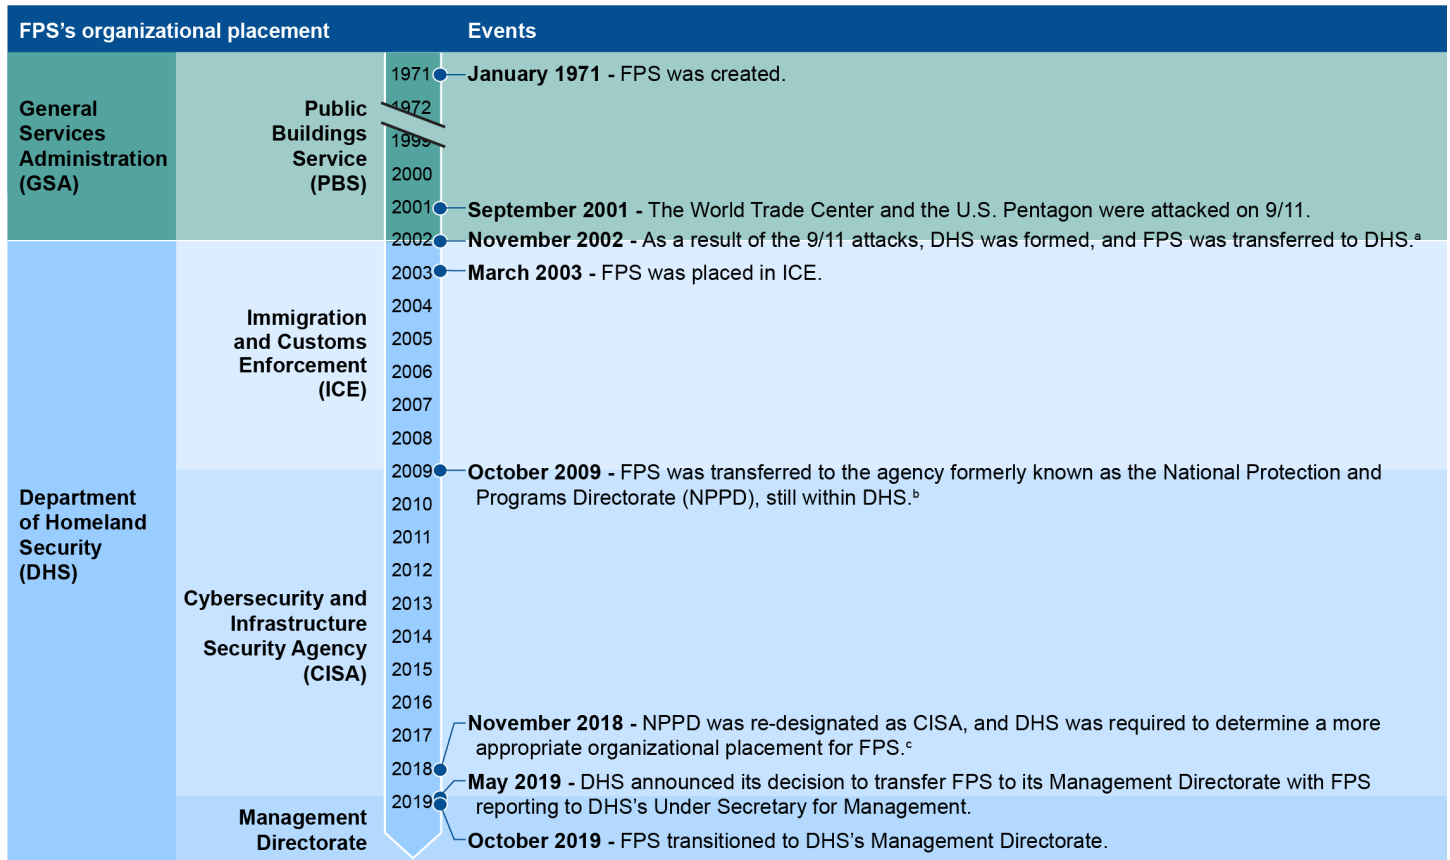 FPS’s organizational placement
Events
General
Services
Administration
(GSA)
Public
Buildings
Service
(PBS)
1971
1972
1999
2000
2001
2002
January 1971 - FPS was created.
September 2001 - The World Trade Center and the U.S. Pentagon were attacked on 9/11.
November 2002 - As a result of the 9/11 attacks, DHS was formed, and FPS was transferred to DHS.ᵃ
Department
of Homeland
Security
(DHS)
Immigration
and Customs
Enforcement
(ICE)
2003
2004
2005
2006
2007
2008
March 2003 - FPS was placed in ICE.
Cybersecurity and
Infrastructure
Security Agency
(CISA)
2009
2010
2011
2012
2013
2014
2015
2016
2017
2018
October 2009 - FPS was transferred to the agency formerly known as the National Protection and
Programs Directorate (NPPD), still within DHS.ᵇ
November 2018 - NPPD was re-designated as CISA, and DHS was required to determine a more
appropriate organizational placement for FPS.ᶜ
Management
Directorate
2019
May 2019 - DHS announced its decision to transfer FPS to its Management Directorate with FPS
reporting to DHS’s Under Secretary for Management.
October 2019 - FPS transitioned to DHS’s Management Directorate.